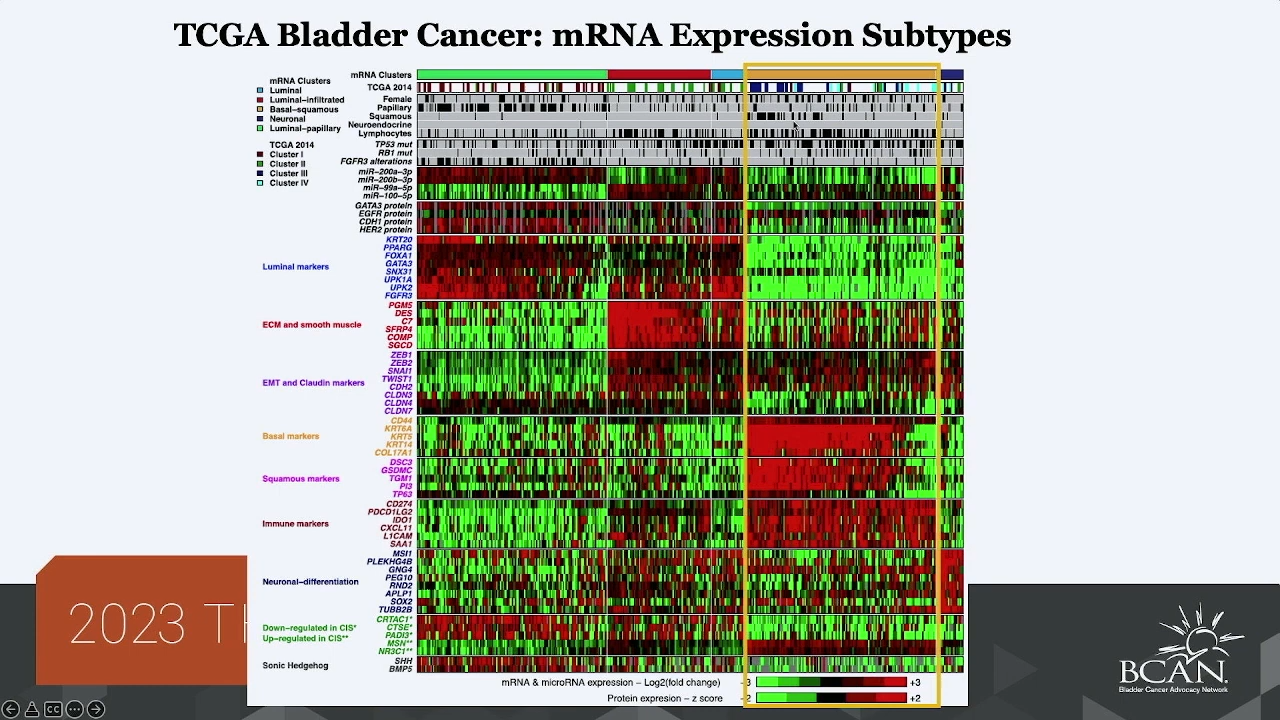 TCGA Bladder Cancer: mRNA Expression Subtypes
mRNA Clusters
Luminal
Luminal-infiltrated
Basal-squamous
Neuronal
Luminal-papillary
TCGA 2014
Cluster I
Cluster II
Cluster III
Cluster IV
mRNA Clusters
TCGA 2014
Female
Papillary
Squamous
Neuroendocrine
Lymphocytes
TP53 mut
RB1 mut
FGFR3 alterations
miR-200a-3p
miR-200b-3p
miR-99a-5p
miR-100-5p
GATA3 protein
EGFR protein
CDH1 protein
HER2 protein
Luminal markers
KRT20
PPARG
FOXA1
GATA3
SNX31
UPK1A
UPK2
FGFR3
ECM and smooth muscle
PGM5
DES
C7
SFRP4
COMP
SGCD
EMT and Claudin markers
ZEB1
ZEB2
SNAI1
TWIST1
CDH2
CLDN3
CLDN4
CLDN7
Basal markers
CD44
KRT6A
KRT5
KRT14
COL17A1
Squamous markers
DSC3
GSDMC
TGM1
PI3
TP63
Immune markers
CD274
PDCD1LG2
IDO1
CXCL11
L1CAM
SAA1
Neuronal-differentiation
MSI1
PLEKHG4B
GNG4
PEG10
RND2
APLP1
SOX2
TUBB2B
Down-regulated in CIS*
Up-regulated in CIS**
CRTAC1*
CTSE*
PADI3*
MSN**
NR3C1**
Sonic Hedgehog
SHH
BMP5
mRNA & microRNA expression – Log2(fold change) -3 +3
Protein expresion – z score -2 +2
2023 T
BCAN.
Bladder Cancer Advocacy Network
CC